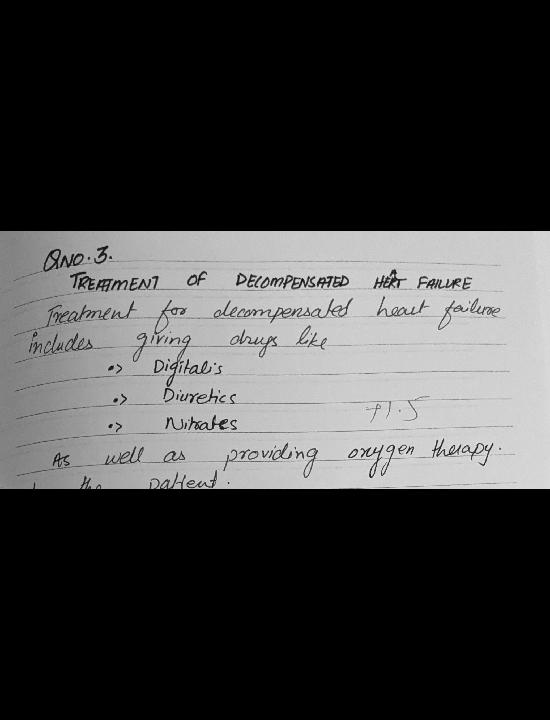 QNO.3.
TREATMENT OF DECOMPENSATED HEART FAILURE
Treatment for decompensated heart failure
includes giving drugs like
•> Digitalis
•> Diuretics
•> Nitrates
+1.5
As well as providing oxygen therapy.
the patient.